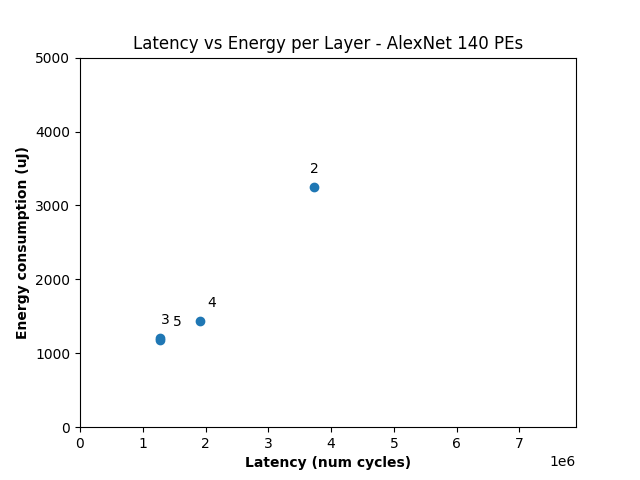 Latency vs Energy per Layer - AlexNet 140 PEs
5000
4000
3000
2000
1000
0
Energy consumption (uJ)
2
4
3
5
0 1 2 3 4 5 6 7
1e6
Latency (num cycles)